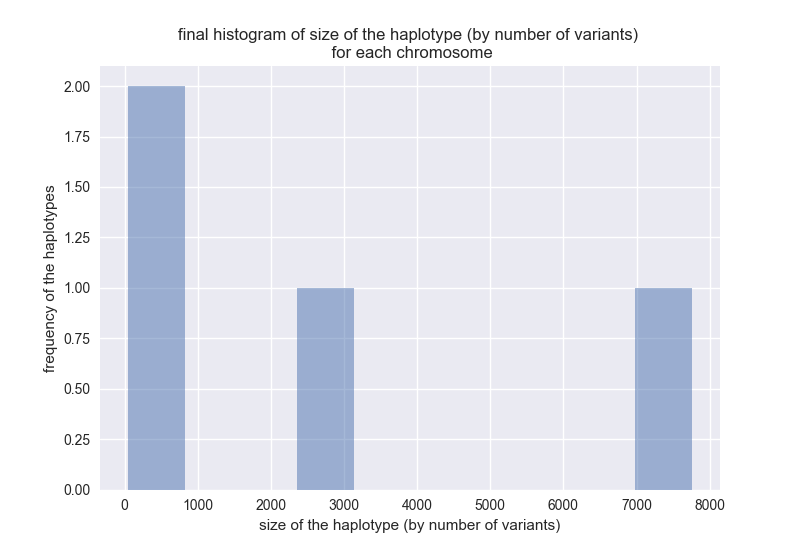 final histogram of size of the haplotype (by number of variants)
for each chromosome
2.00
1.75
1.50
1.25
1.00
0.75
0.50
0.25
0.00
frequency of the haplotypes
0 1000 2000 3000 4000 5000 6000 7000 8000
size of the haplotype (by number of variants)